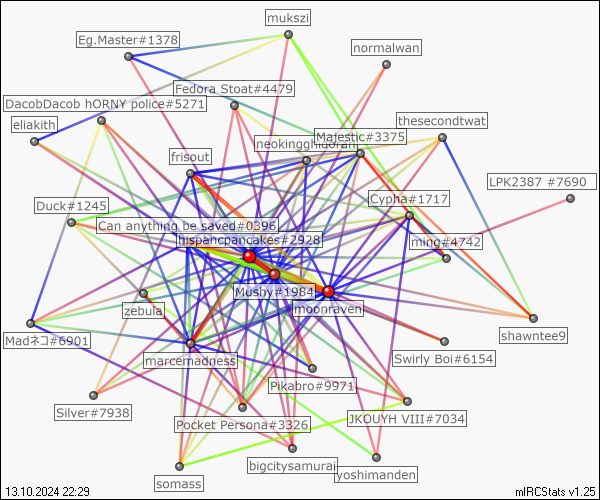 mukszi
Eg.Master#1378
normalwan
Fedora Stoat#4479
DacobDacob hORNY police#5271
thesecondtwat
eliakith
Majestic#3375
neokingghidorah
frisout
LPK2387 #7690
Cypha#1717
Duck#1245
Can anything be saved#0396
hispanicpancakes#2928
ming#4742
Mushy#1984
zebula
moonraven
Madネコ#6901
shawntee9
marcemadness
Swirly Boi#6154
Pikabro#9971
Silver#7938
JKOUYH VIII#7034
Pocket Persona#3326
bigcitysamurai
yoshimanden
somass
13.10.2024 22:29
mIRCStats v1.25